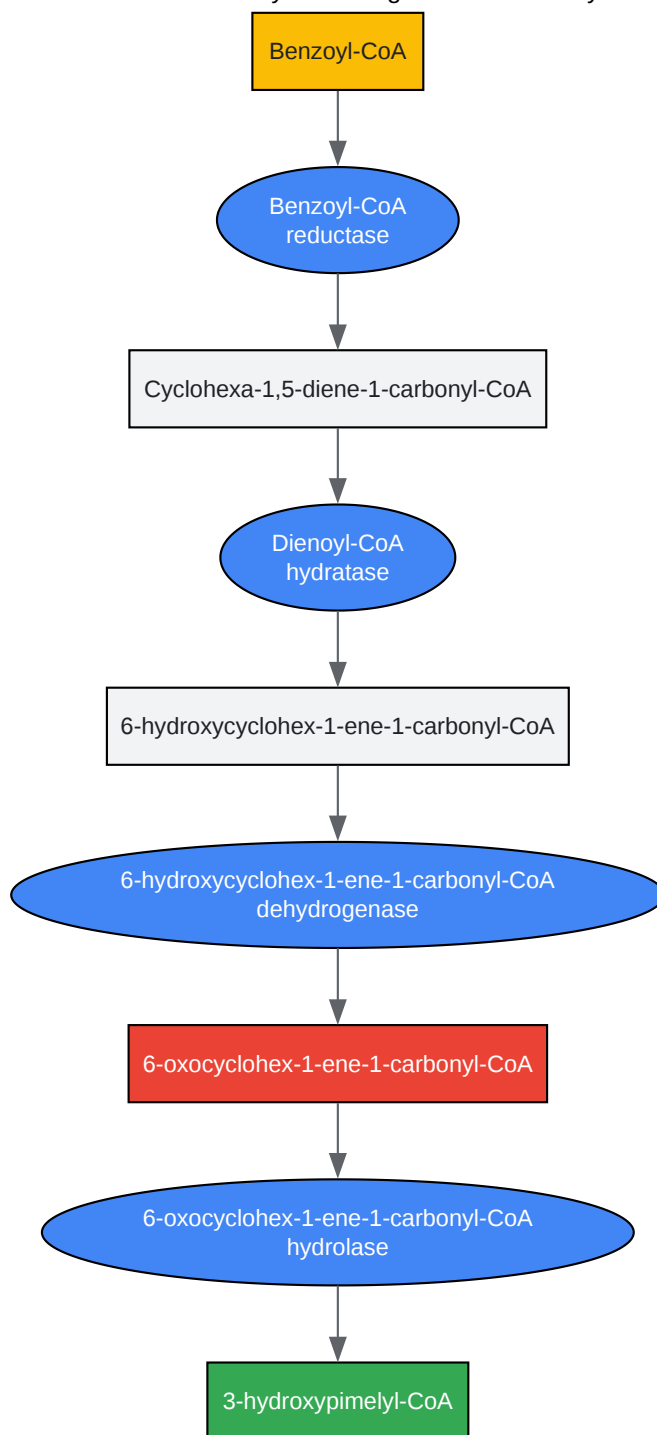 Benzoyl-CoA
Benzoyl-CoA
reductase
Cyclohexa-1,5-diene-1-carbonyl-CoA
Dienoyl-CoA
hydratase
6-hydroxycyclohex-1-ene-1-carbonyl-CoA
6-hydroxycyclohex-1-ene-1-carbonyl-CoA
dehydrogenase
6-oxocyclohex-1-ene-1-carbonyl-CoA
6-oxocyclohex-1-ene-1-carbonyl-CoA
hydrolase
3-hydroxypimelyl-CoA